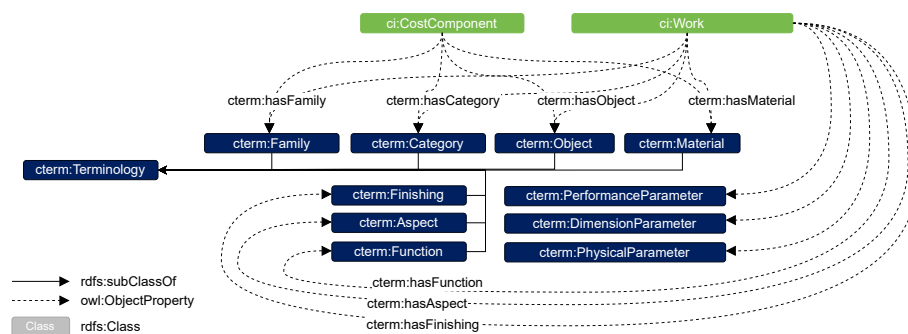 ci:CostComponent
ci:Work
cterm:hasFamily
cterm:hasCategory
cterm:hasObject
cterm:hasMaterial
cterm:Family
cterm:Category
cterm:Object
cterm:Material
cterm:Terminology
cterm:Finishing
cterm:PerformanceParameter
cterm:Aspect
cterm:DimensionParameter
cterm:Function
cterm:PhysicalParameter
rdfs:subClassOf
cterm:hasFunction
owl:ObjectProperty
cterm:hasAspect
Class
rdfs:Class
cterm:hasFinishing